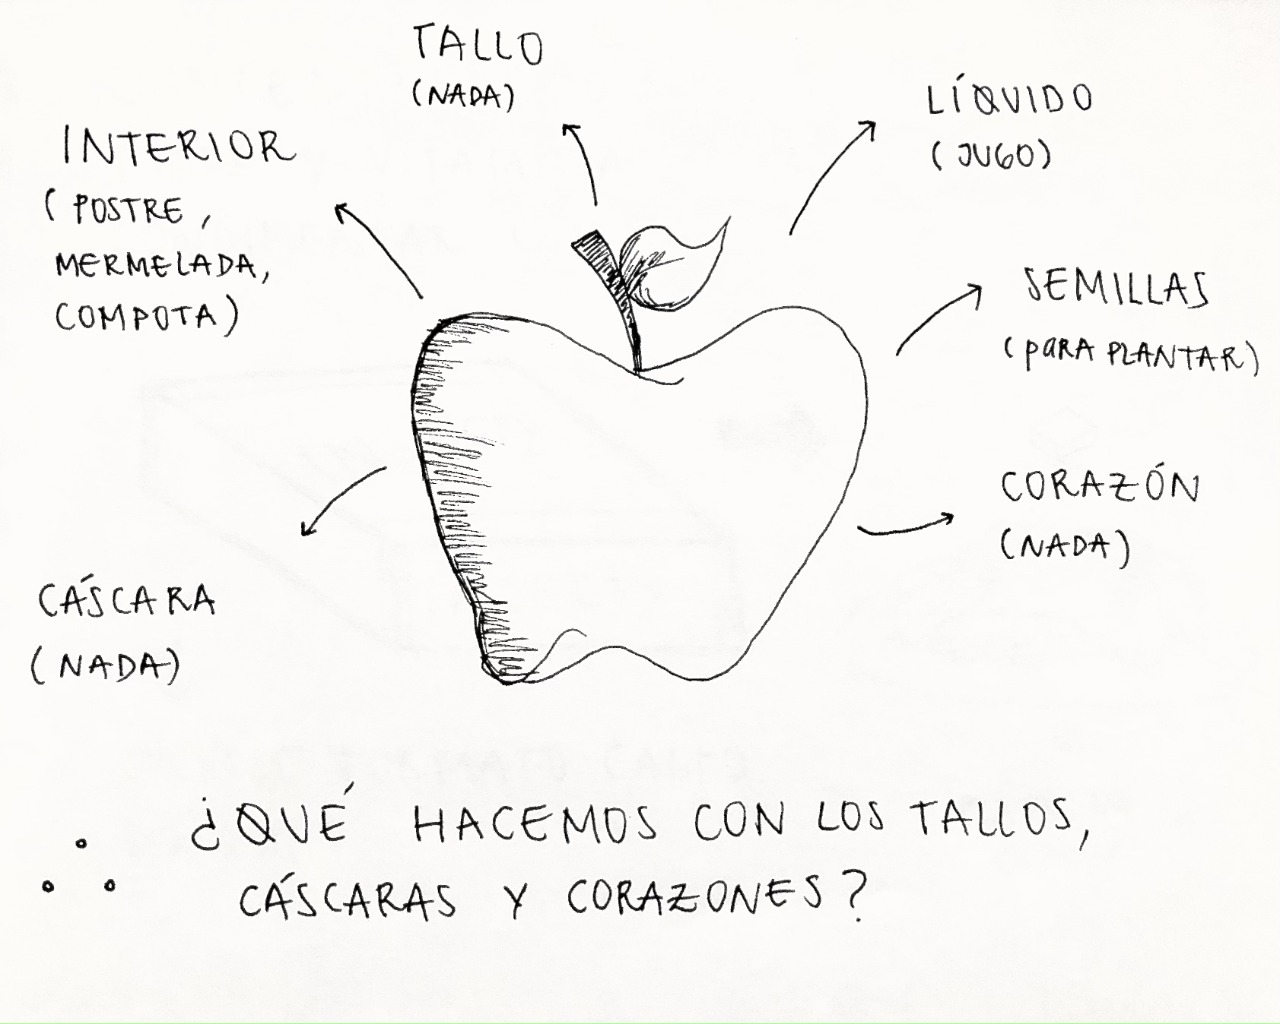 TALLO
(NADA)
LÍQUIDO
(JUGO)
INTERIOR
(POSTRE,
MERMELADA,
COMPOTA)
SEMILLAS
(PARA PLANTAR)
CORAZÓN
(NADA)
CÁSCARA
(NADA)
∴ ¿QUÉ HACEMOS CON LOS TALLOS,
CÁSCARAS Y CORAZONES?